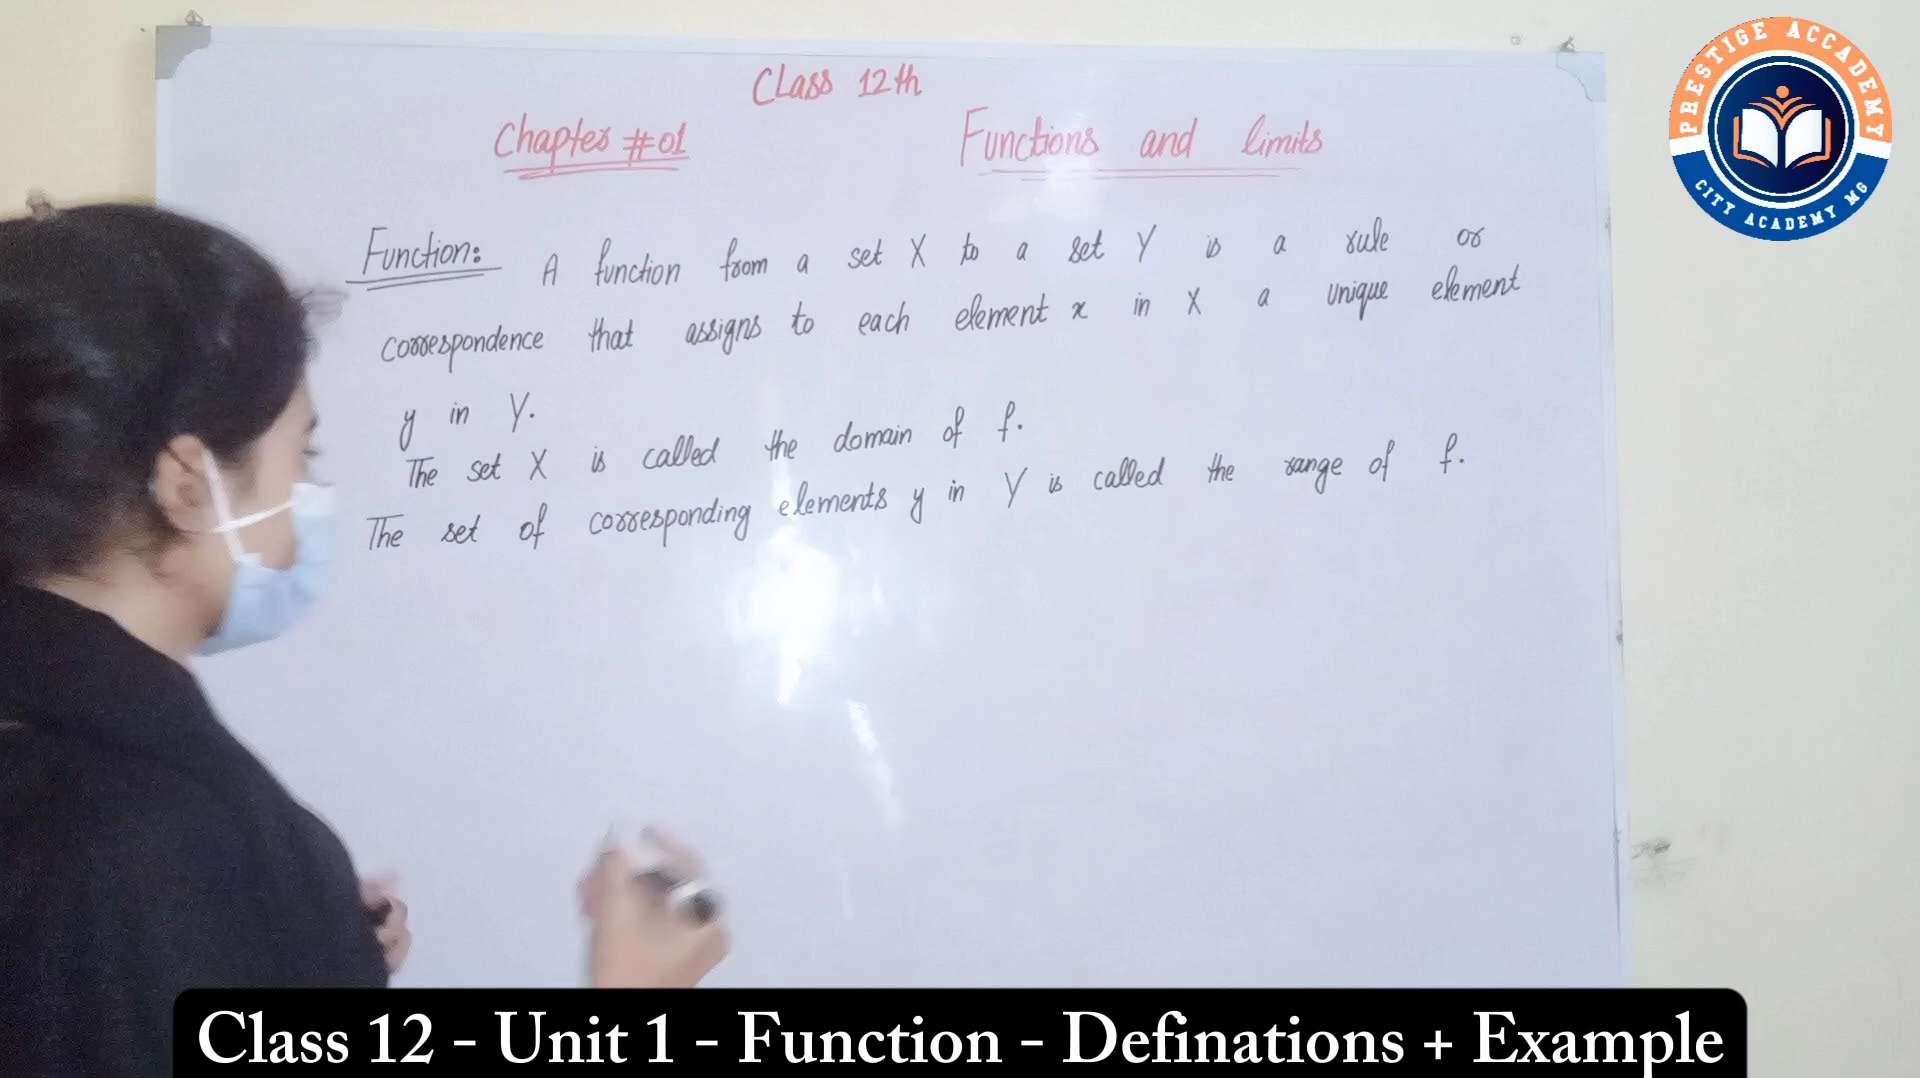 Class 12th
Chapter #01 Functions and limits
Function: A function from a set X to a set Y is a rule or
correspondence that assigns to each element x in X a unique element
y in Y.
The set X is called the domain of f.
The set of corresponding elements y in Y is called the range of f.
PRESTIGE ACCADEMY
CITY ACADEMY MG
Class 12 - Unit 1 - Function - Definations + Example